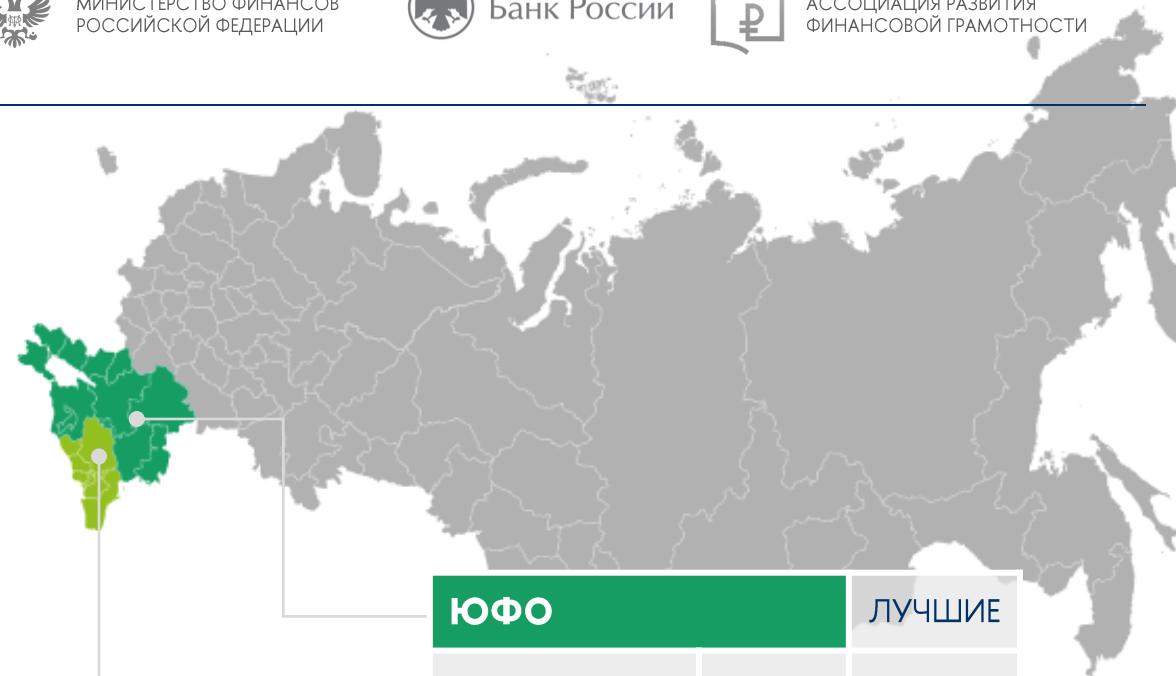 МИНИСТЕРСТВО ФИНАНСОВ
РОССИЙСКОЙ ФЕДЕРАЦИИ
Банк России
АССОЦИАЦИЯ РАЗВИТИЯ
ФИНАНСОВОЙ ГРАМОТНОСТИ
ЮФО
ЛУЧШИЕ